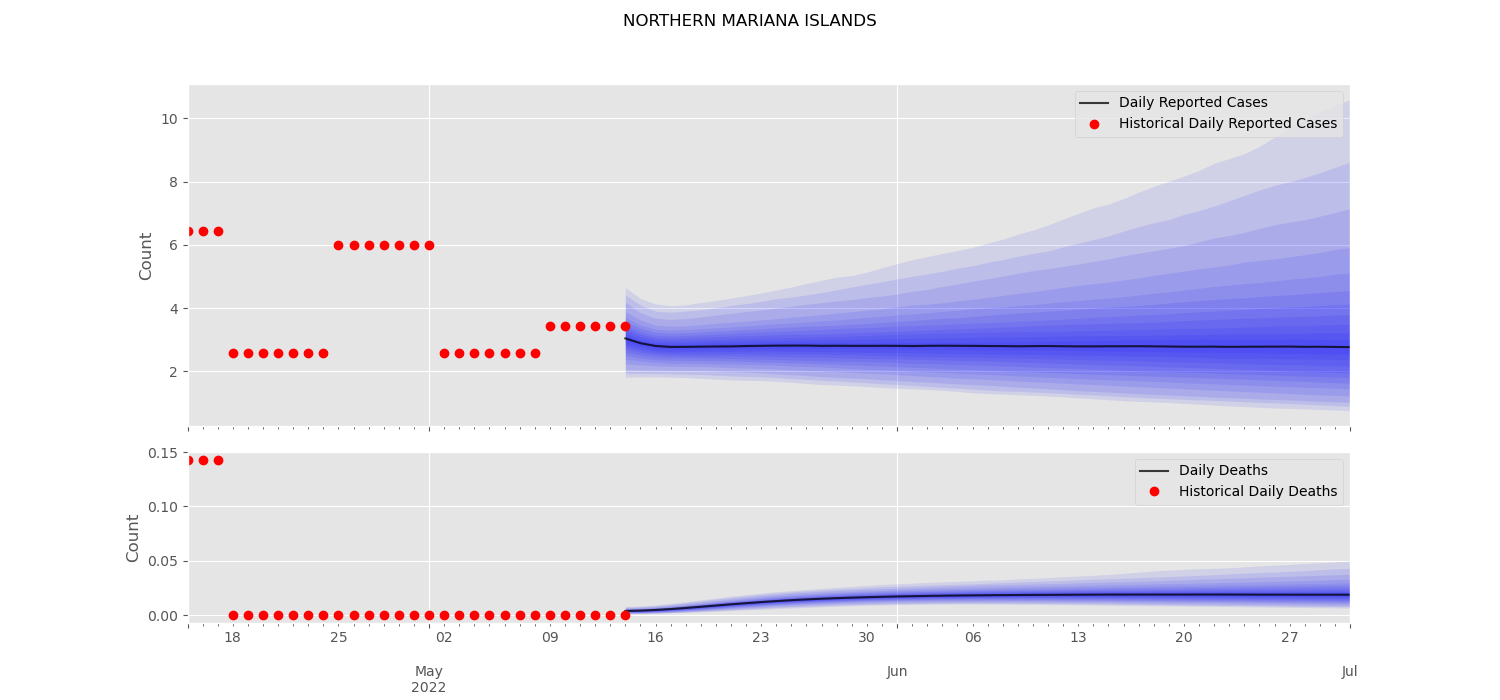 NORTHERN MARIANA ISLANDS
Daily Reported Cases
Historical Daily Reported Cases
10
8
6
4
2
Count
Daily Deaths
Historical Daily Deaths
0.15
0.10
0.05
0.00
Count
18 25 02 09 16 23 30 06 13 20 27
May Jun Jul
2022